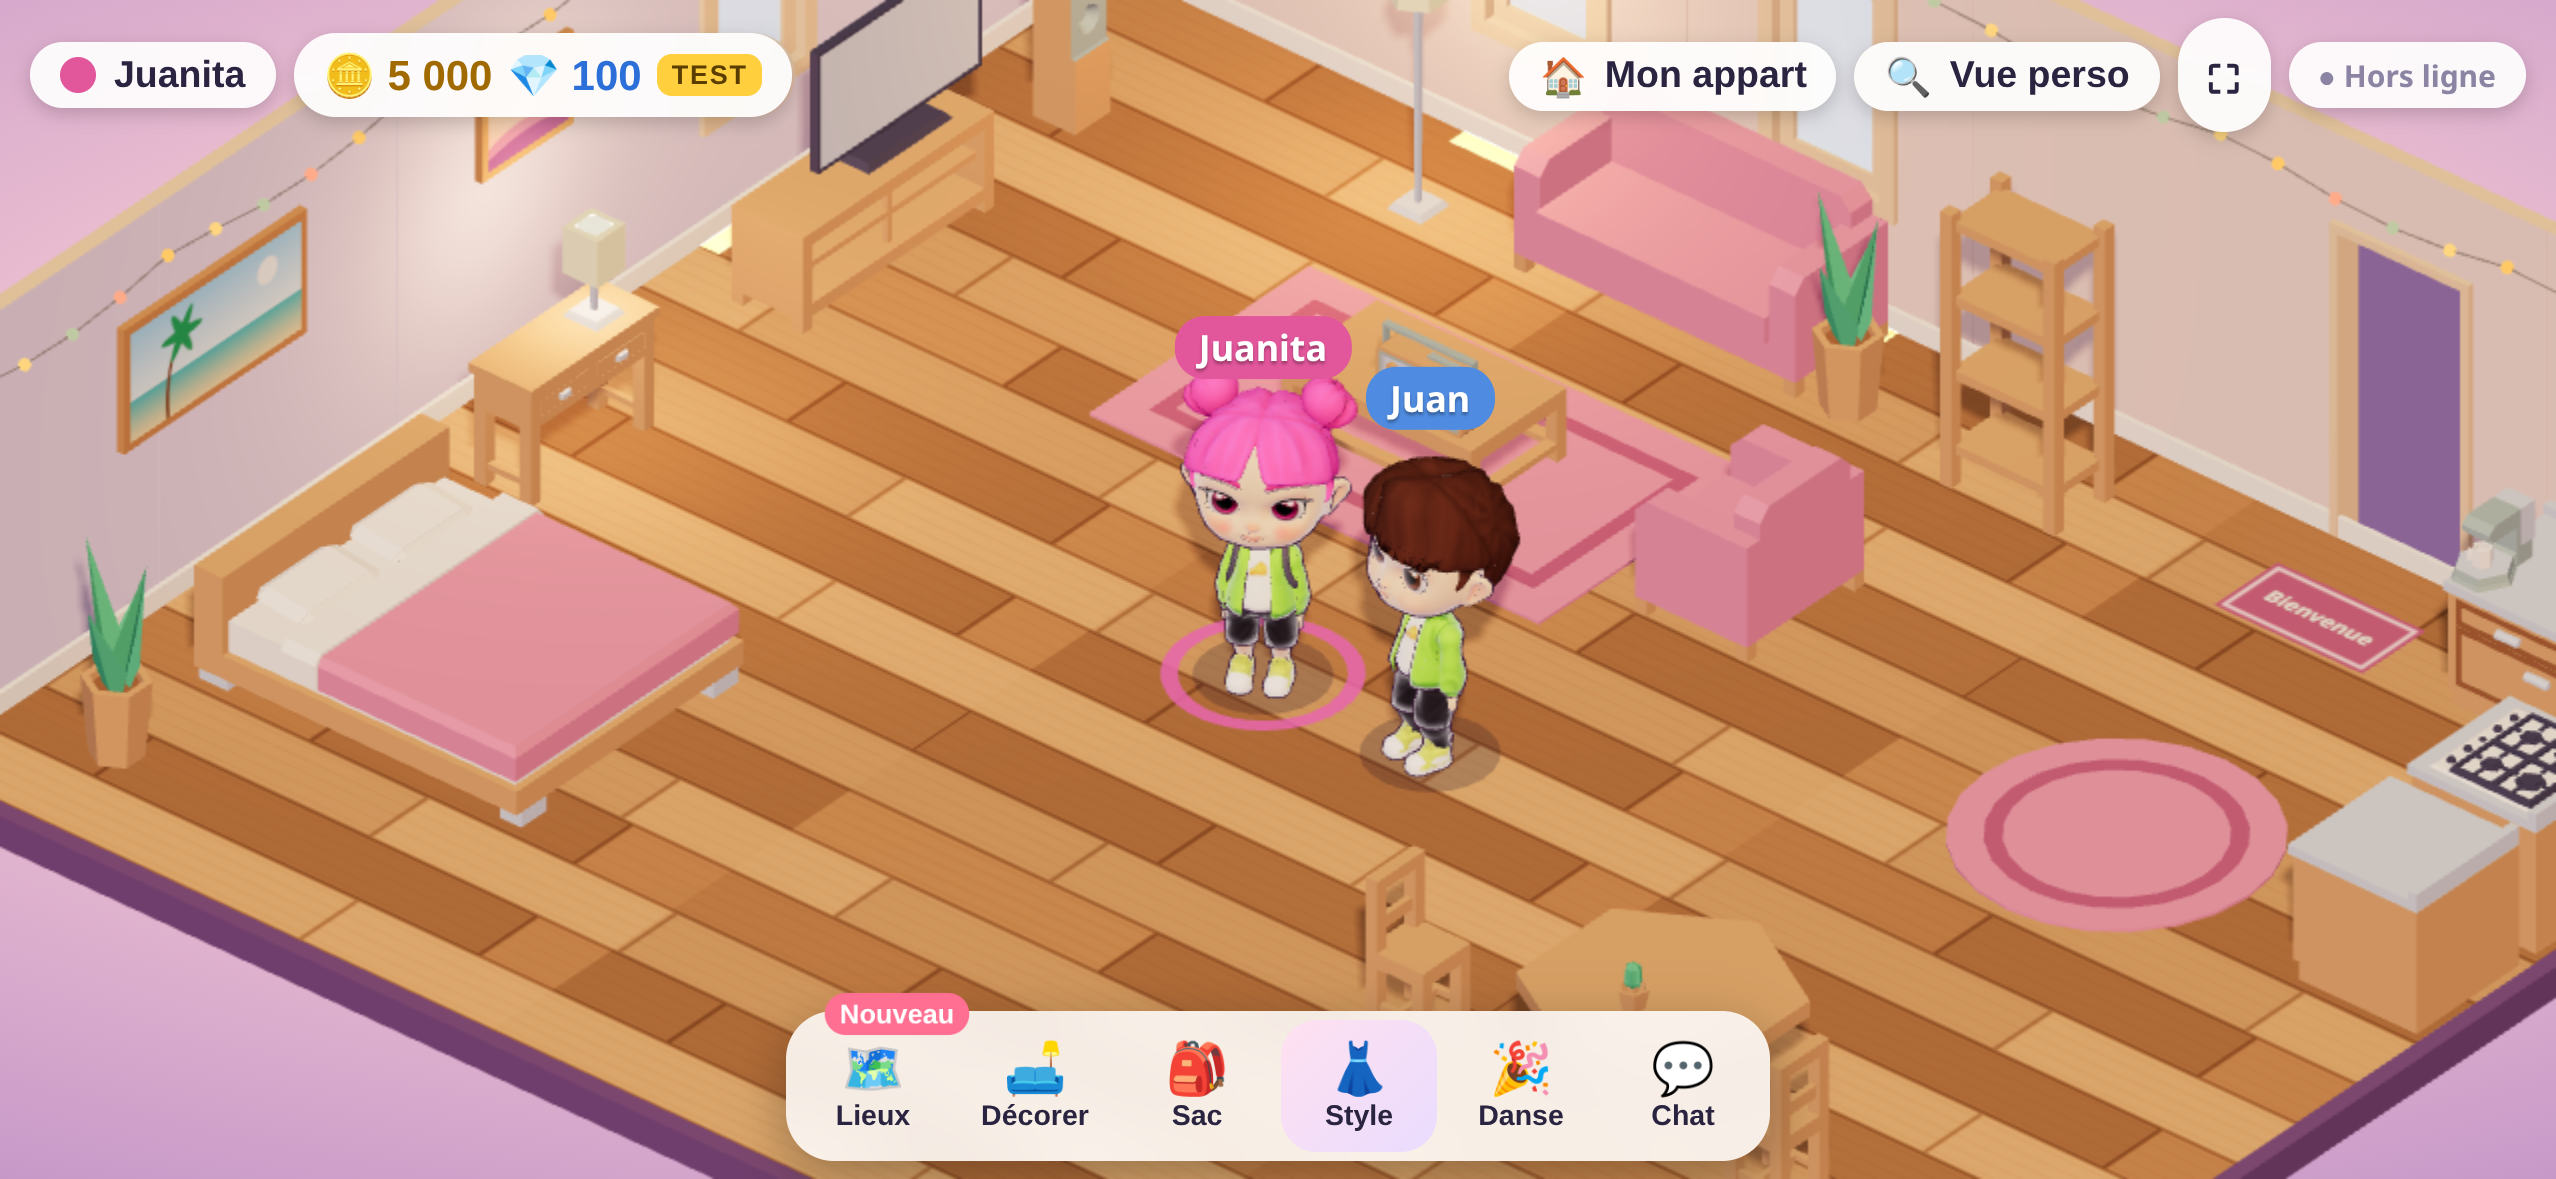 Juanita
5 000 100 TEST
Mon appart
Vue perso
Hors ligne
Juanita
Juan
Bienvenue
Nouveau
Lieux
Décorer
Sac
Style
Danse
Chat